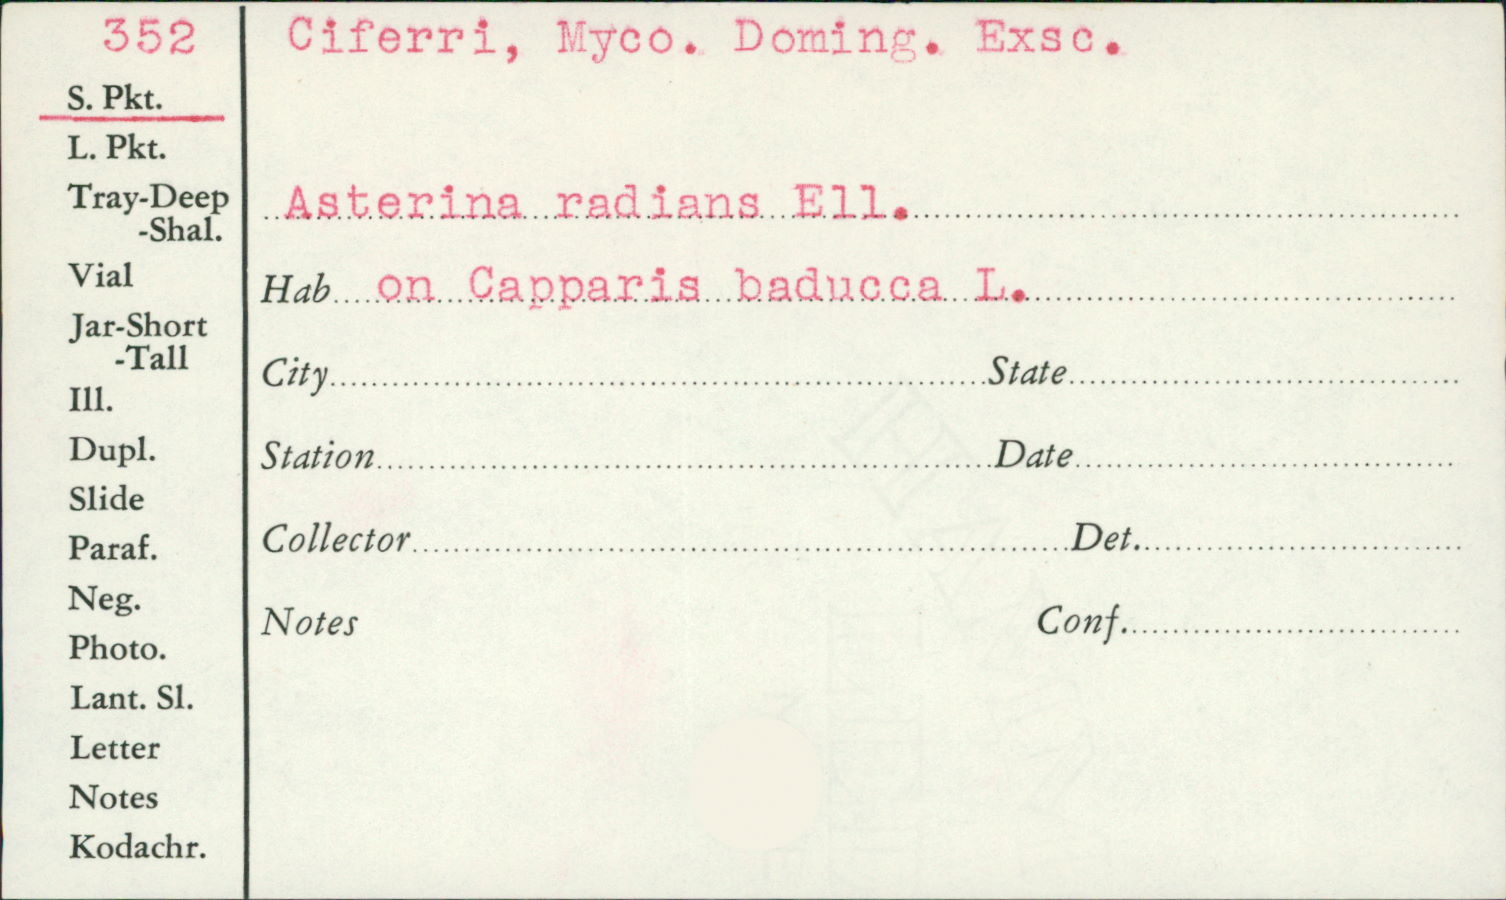 352
S. Pkt.
L. Pkt.
Tray-Deep
-Shal.
Vial
Jar-Short
-Tall
Ill.
Dupl.
Slide
Paraf.
Neg.
Photo.
Lant. Sl.
Letter
Notes
Kodachr.
Ciferri, Myco. Doming. Exsc.
Asterina radians Ell.
Hab on Capparis baducca L.
City State
Station Date
Collector Det.
Notes Conf.